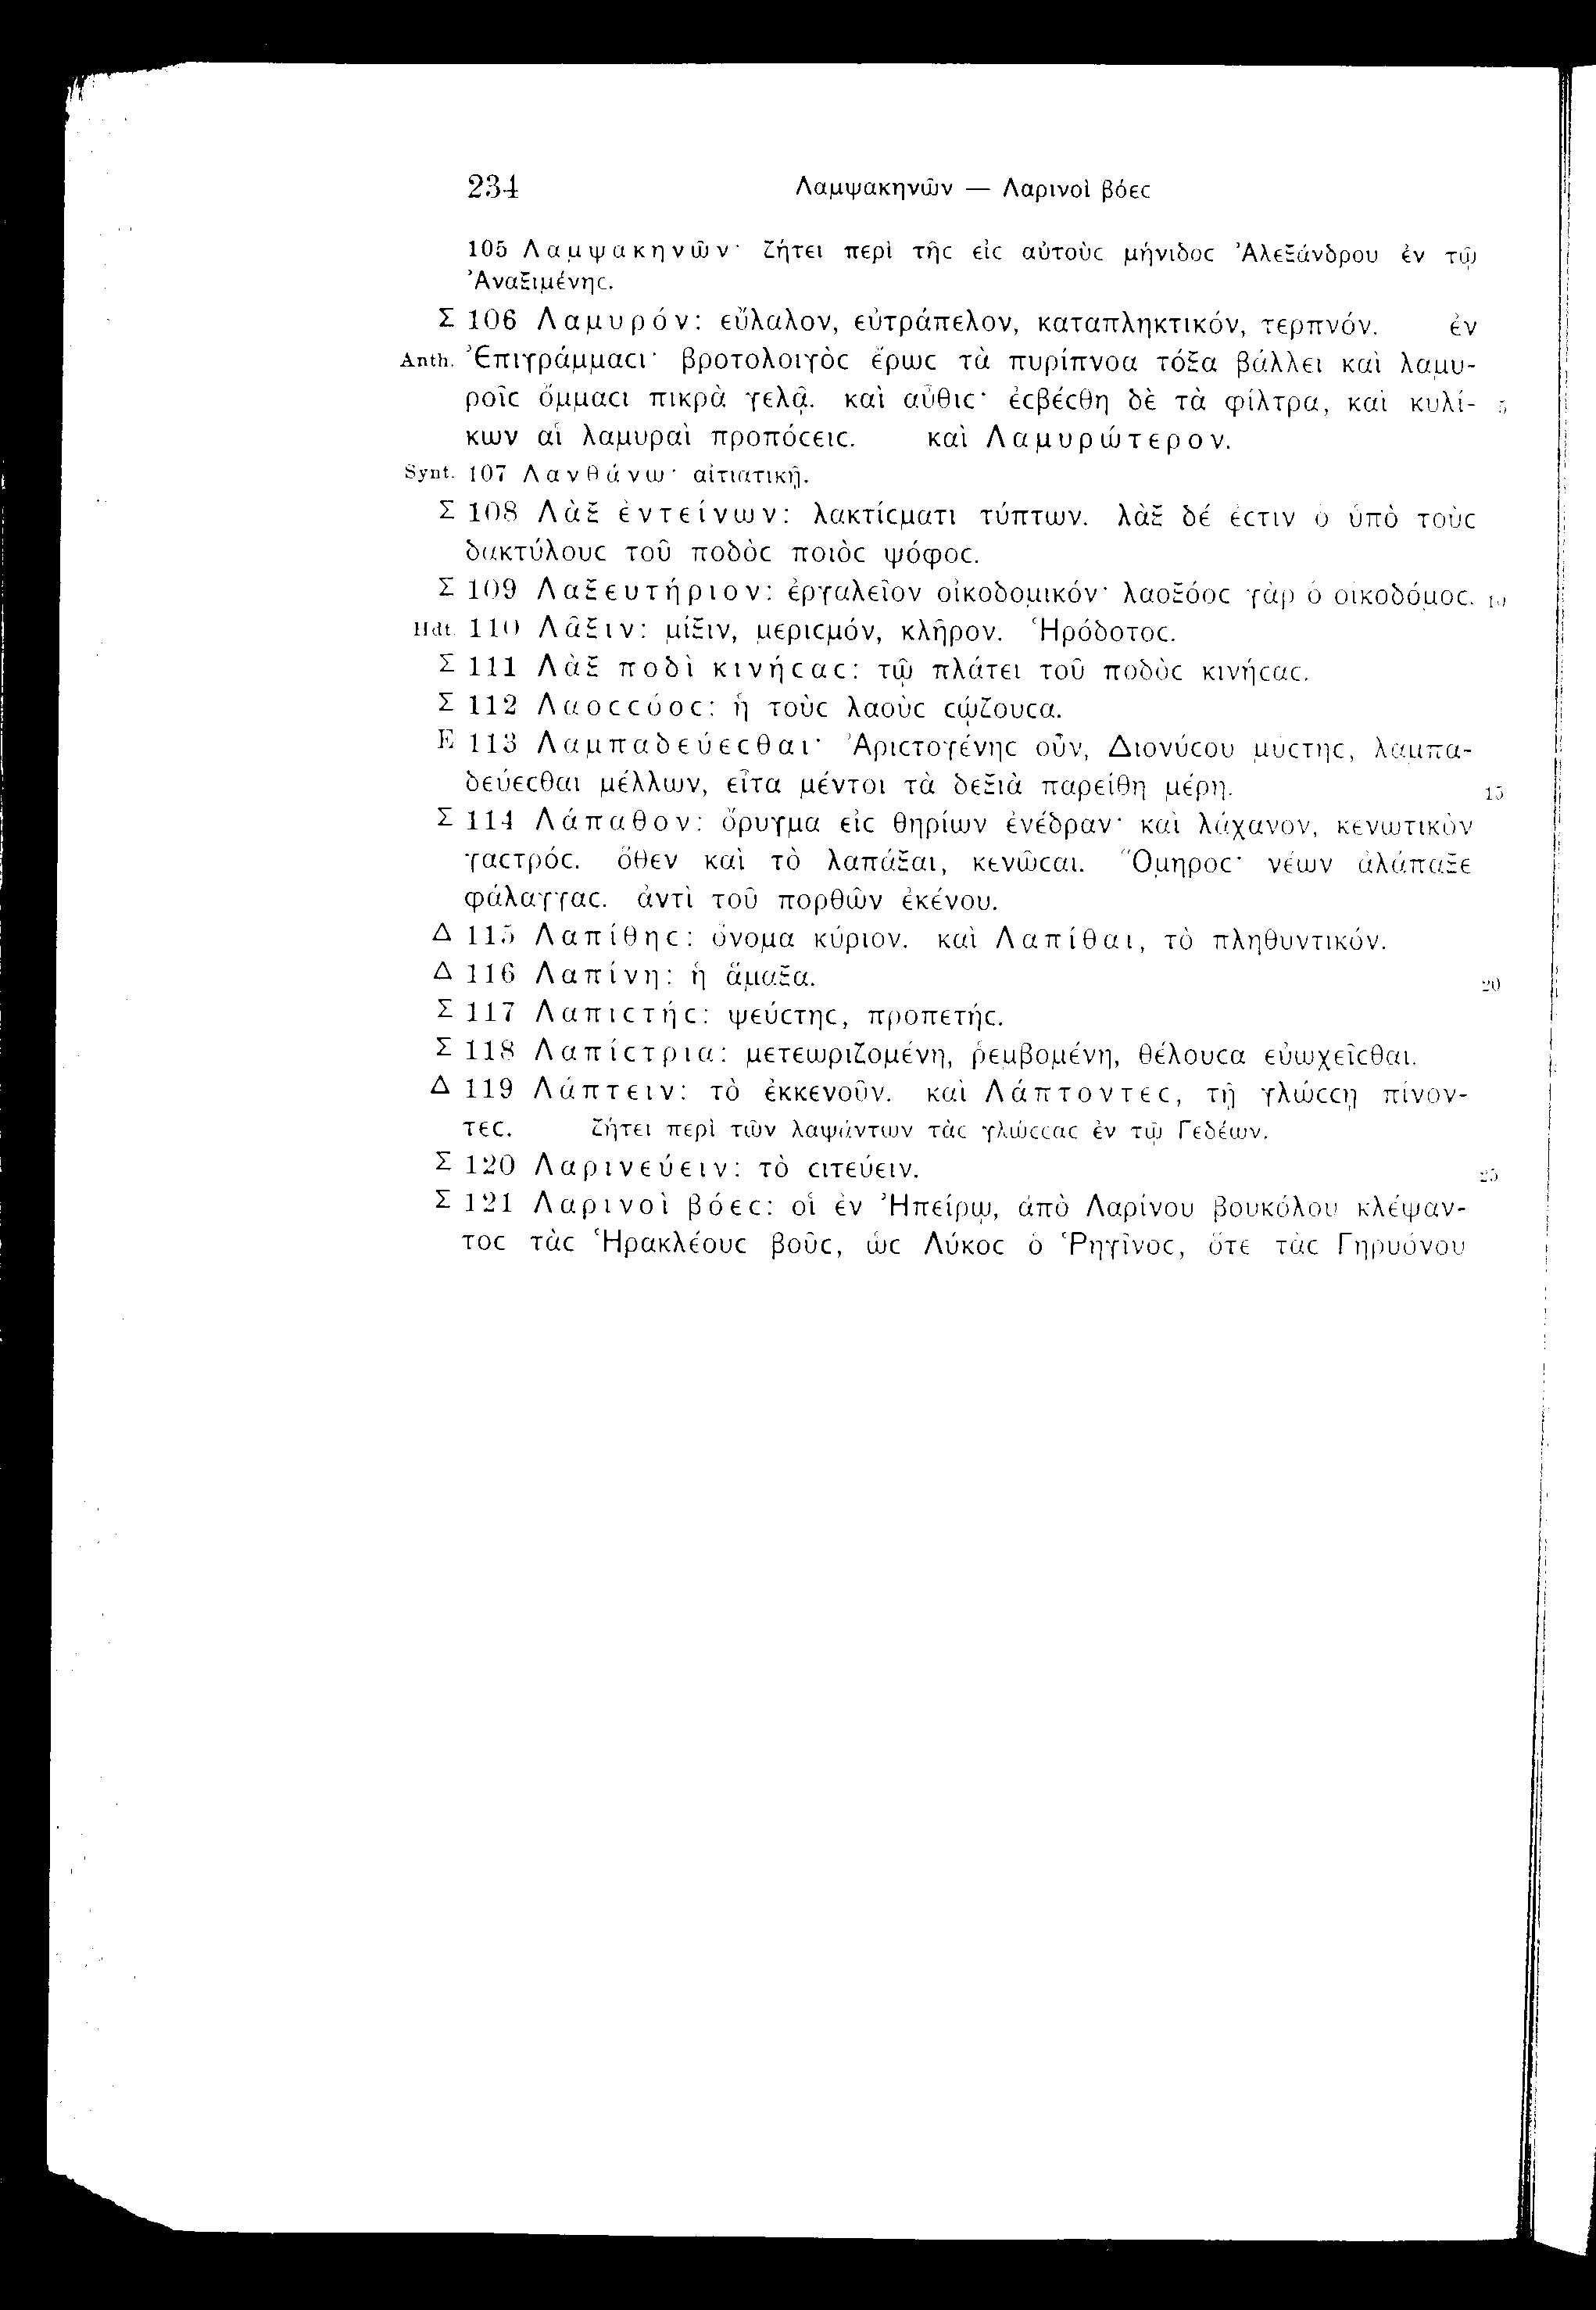 234 Λαμψακηνῶν — Λαρινοὶ βόεϲ
105 Λαμψακηνῶν· ζήτει περὶ τῆϲ εἰϲ αὐτοὺϲ μήνιδοϲ Ἀλεξάνδρου ἐν τῷ
Ἀναξιμένηϲ.
Σ 106 Λαμυρόν: εὔλαλον, εὐτράπελον, καταπληκτικόν, τερπνόν. ἐν
Anth. Ἐπιγράμμαϲι· βροτολοιγὸϲ ἔρωϲ τὰ πυρίπνοα τόξα βάλλει καὶ λαμυ-
ροῖϲ ὄμμαϲι πικρὰ γελᾷ. καὶ αὖθιϲ· ἐϲβέϲθη δὲ τὰ φίλτρα, καὶ κυλί- 5
κων αἱ λαμυραὶ προπόϲειϲ. καὶ Λαμυρώτερον.
Synt. 107 Λανθάνω· αἰτιατικῇ.
Σ 108 Λὰξ ἐντείνων: λακτίϲματι τύπτων. λὰξ δέ ἐϲτιν ὁ ὑπὸ τοὺϲ
δακτύλουϲ τοῦ ποδὸϲ ποιὸϲ ψόφοϲ.
Σ 109 Λαξευτήριον: ἐργαλεῖον οἰκοδομικόν· λαοξόοϲ γὰρ ὁ οἰκοδόμοϲ. 10
Hdt. 110 Λᾶξιν: μίξιν, μεριϲμόν, κλῆρον. Ἡρόδοτοϲ.
Σ 111 Λὰξ ποδὶ κινήϲαϲ: τῷ πλάτει τοῦ ποδὸϲ κινήϲαϲ.
Σ 112 Λαοϲϲόοϲ: ἡ τοὺϲ λαοὺϲ ϲῴζουϲα.
E 113 Λαμπαδεύεϲθαι· Ἀριϲτογένηϲ οὖν, Διονύϲου μύϲτηϲ, λαμπα-
δεύεϲθαι μέλλων, εἶτα μέντοι τὰ δεξιὰ παρείθη μέρη. 15
Σ 114 Λάπαθον: ὄρυγμα εἰϲ θηρίων ἐνέδραν· καὶ λάχανον, κενωτικὸν
γαϲτρόϲ. ὅθεν καὶ τὸ λαπάξαι, κενῶϲαι. Ὅμηροϲ· νέων ἀλάπαξε
φάλαγγαϲ. ἀντὶ τοῦ πορθῶν ἐκένου.
Δ 115 Λαπίθηϲ: ὄνομα κύριον. καὶ Λαπίθαι, τὸ πληθυντικόν.
Δ 116 Λαπίνη: ἡ ἅμαξα. 20
Σ 117 Λαπιϲτήϲ: ψεύϲτηϲ, προπετήϲ.
Σ 118 Λαπίϲτρια: μετεωριζομένη, ῥεμβομένη, θέλουϲα εὐωχεῖϲθαι.
Δ 119 Λάπτειν: τὸ ἐκκενοῦν. καὶ Λάπτοντεϲ, τῇ γλώϲϲῃ πίνον-
τεϲ. ζήτει περὶ τῶν λαψάντων τὰϲ γλώϲϲαϲ ἐν τῷ Γεδέων.
Σ 120 Λαρινεύειν: τὸ ϲιτεύειν. 25
Σ 121 Λαρινοὶ βόεϲ: οἱ ἐν Ἠπείρῳ, ἀπὸ Λαρίνου βουκόλου κλέψαν-
τοϲ τὰϲ Ἡρακλέουϲ βοῦϲ, ὡϲ Λύκοϲ ὁ Ῥηγῖνοϲ, ὅτε τὰϲ Γηρυόνου